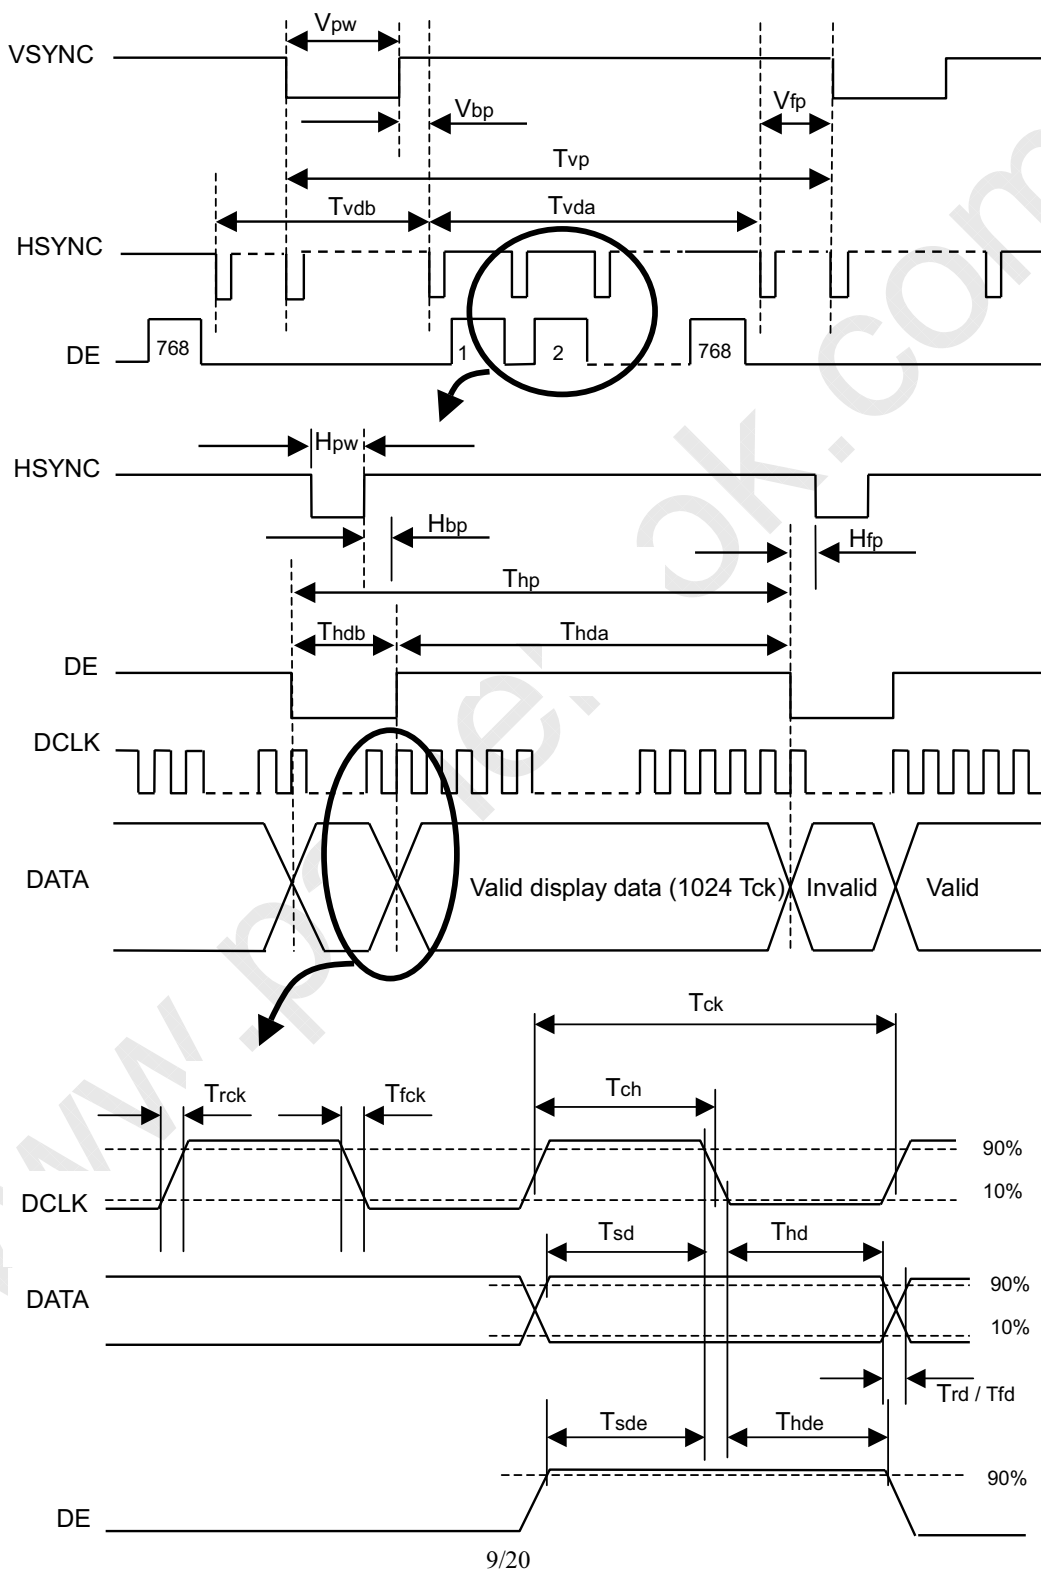 Vpw
VSYNC
Vbp
Vfp
Tvp
Tvdb
Tvda
HSYNC
768
1
2
768
DE
Hpw
HSYNC
Hbp
Hfp
Thp
Thdb
Thda
DE
DCLK
DATA
Valid display data (1024 Tck)
Invalid
Valid
Tck
Trck
Tfck
Tch
90%
10%
DCLK
Tsd
Thd
DATA
90%
10%
Trd / Tfd
Tsde
Thde
90%
DE
9/20